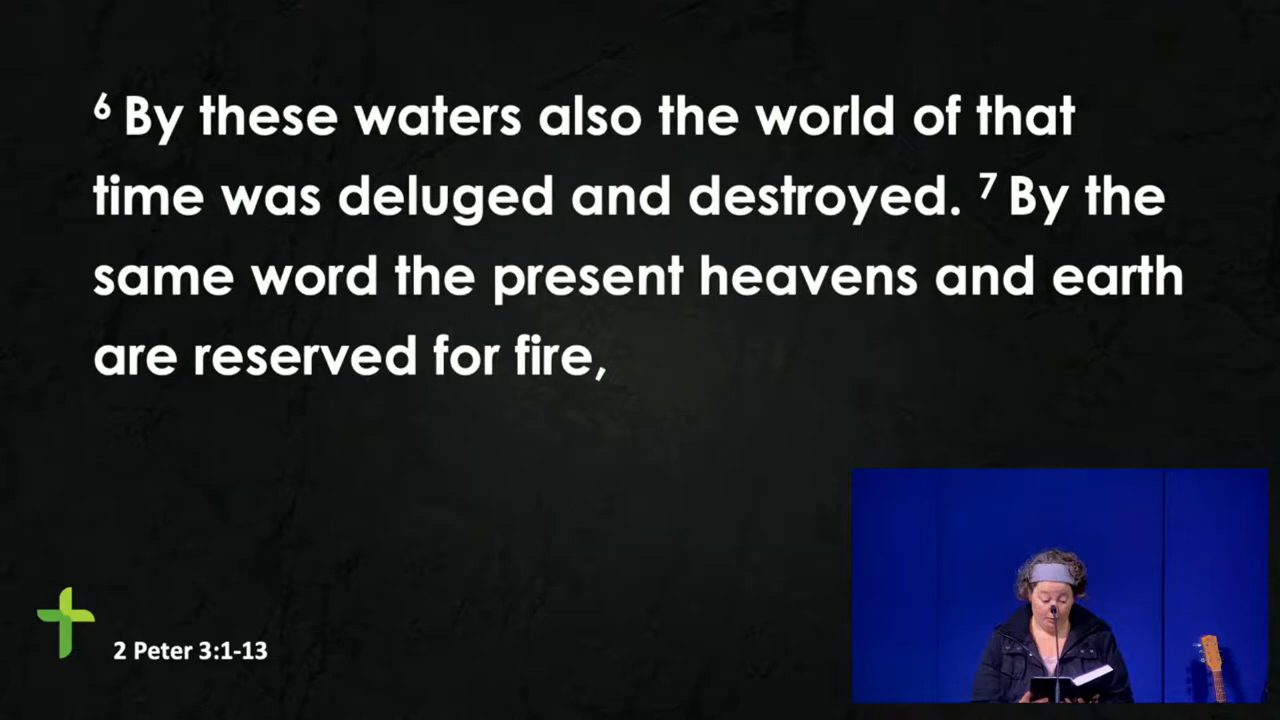 ⁶ By these waters also the world of that
time was deluged and destroyed. ⁷ By the
same word the present heavens and earth
are reserved for fire,
2 Peter 3:1-13